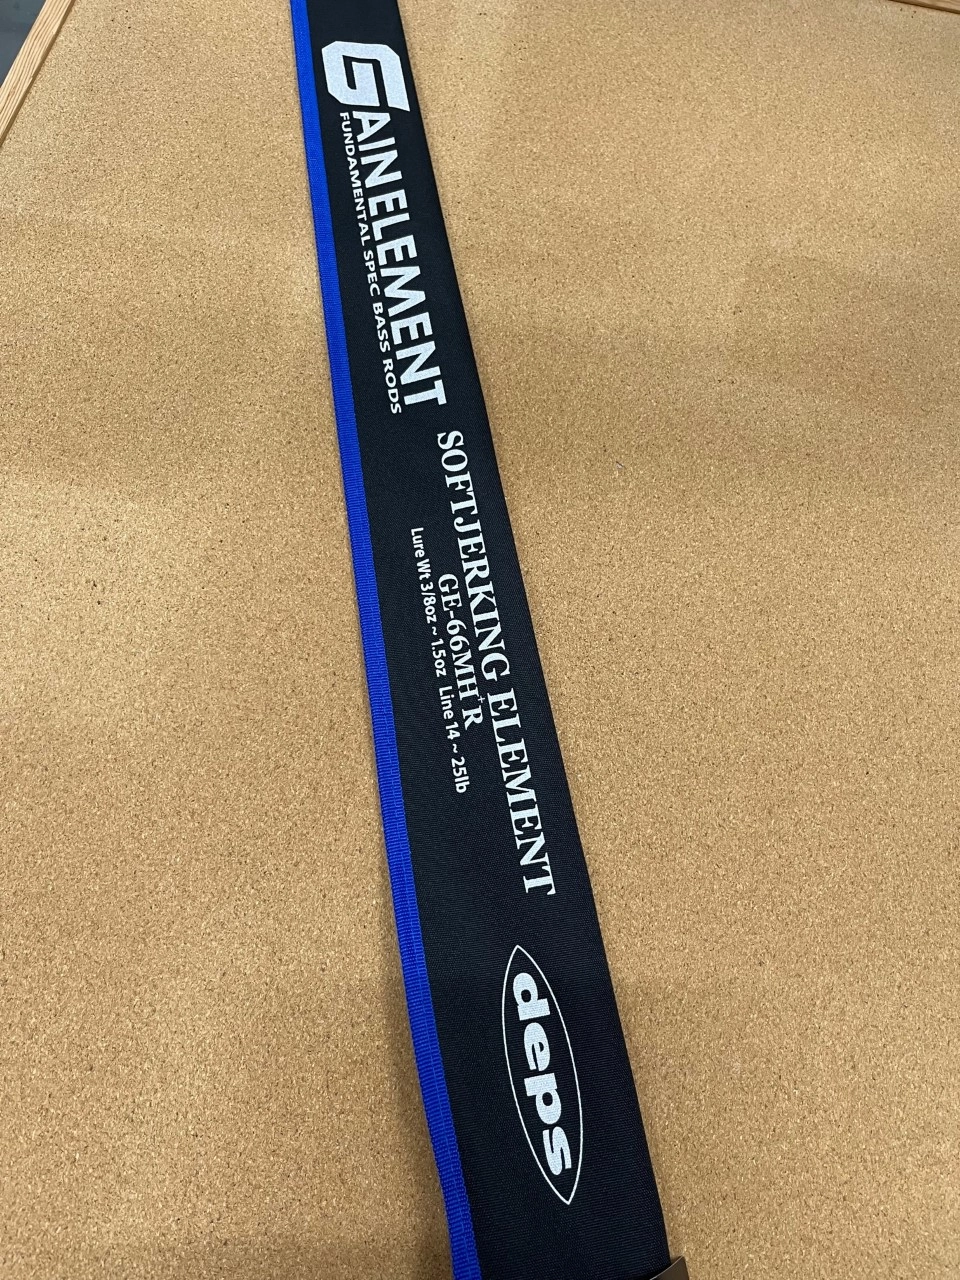 GAINELEMENT
FUNDAMENTAL SPEC BASS RODS
SOFTJERKING ELEMENT
GE-66MH+R
Lure Wt 3/8oz ~ 1.5oz Line 14 ~ 25lb
deps